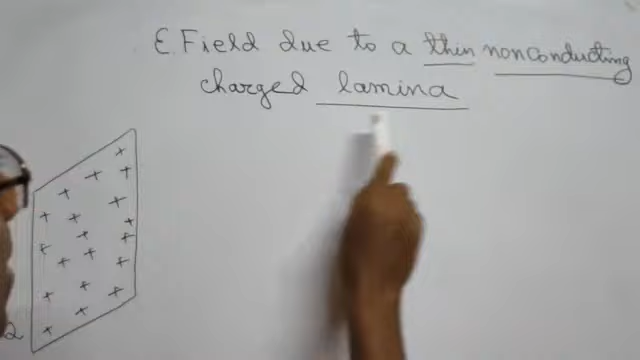 E. Field due to a thin nonconducting
charged lamina